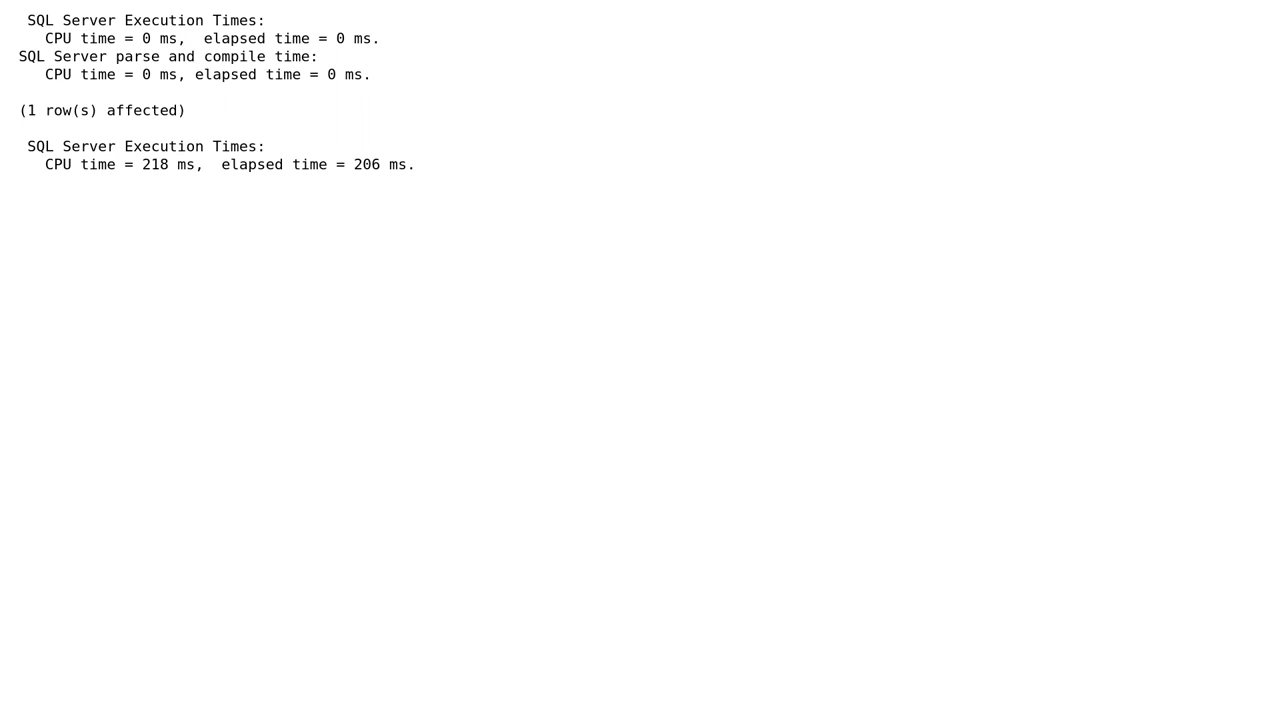 SQL Server Execution Times:
CPU time = 0 ms,  elapsed time = 0 ms.
SQL Server parse and compile time:
CPU time = 0 ms, elapsed time = 0 ms.
(1 row(s) affected)
SQL Server Execution Times:
CPU time = 218 ms,  elapsed time = 206 ms.